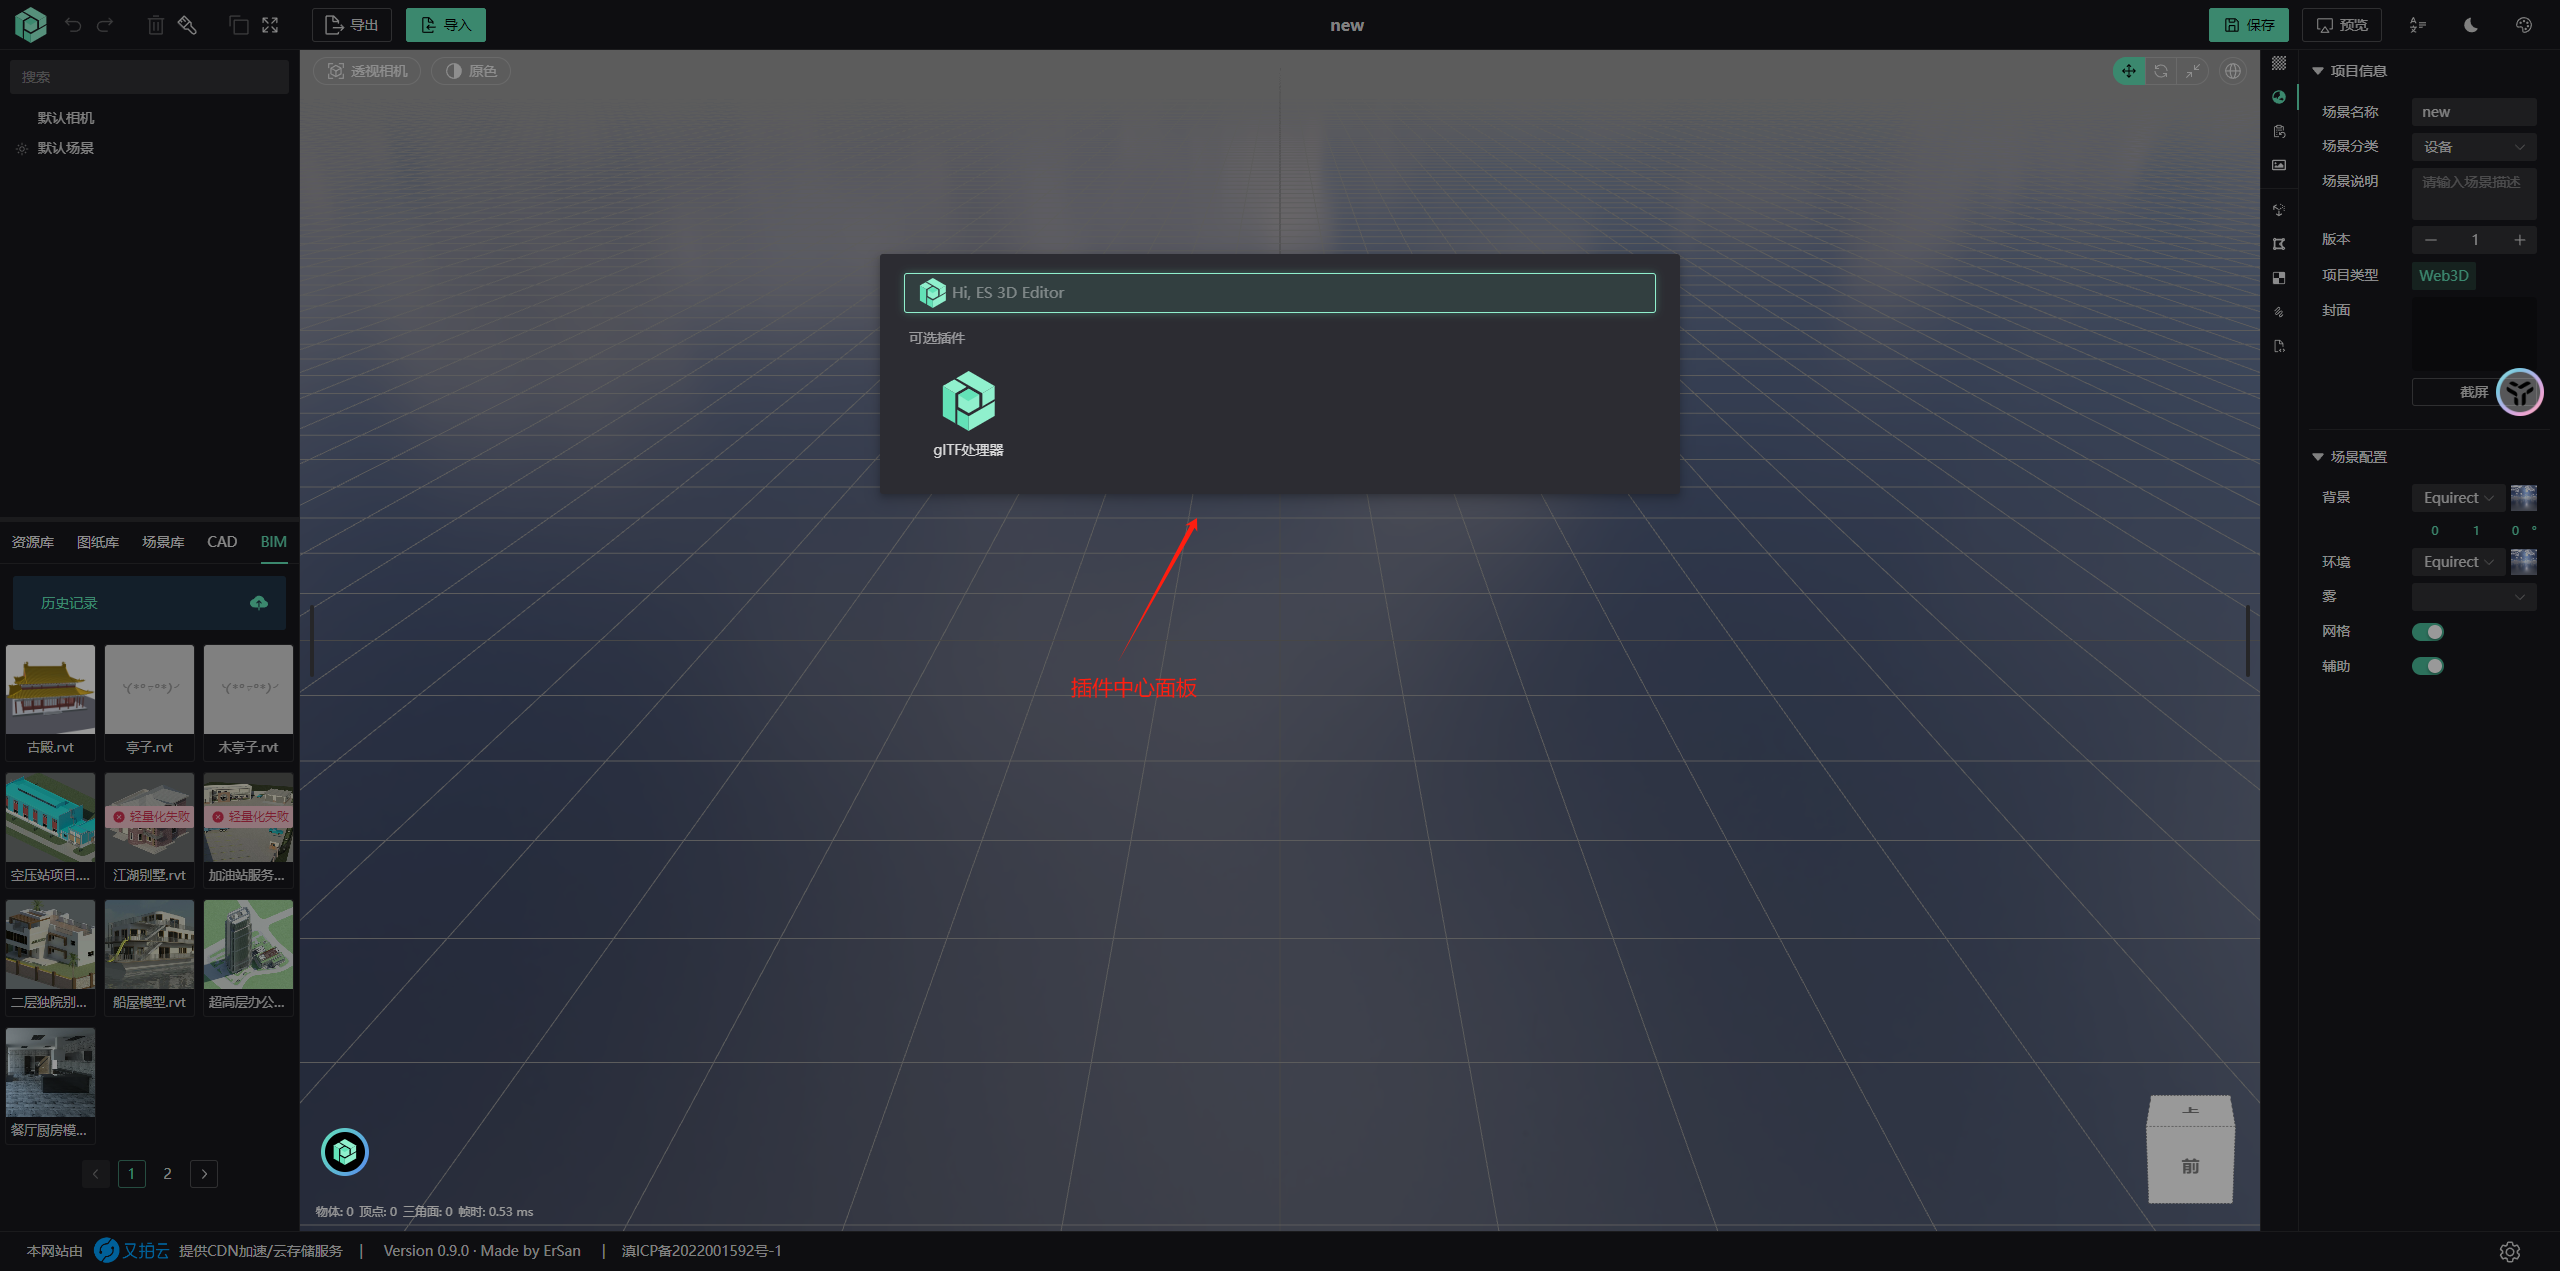 导出
导入
new
保存
预览
搜索
默认相机
默认场景
透视相机
原色
Hi, ES 3D Editor
可选插件
glTF处理器
插件中心面板
项目信息
场景名称
new
场景分类
设备
场景说明
请输入场景描述
版本
1
项目类型
Web3D
封面
截屏
场景配置
背景
Equirect
0 1 0 °
环境
Equirect
雾
网格
辅助
资源库 图纸库 场景库 CAD BIM
历史记录
古殿.rvt
亭子.rvt
木亭子.rvt
轻量化失败
轻量化失败
空压站项目....
江湖别墅.rvt
加油站服务...
二层独院别...
船屋模型.rvt
超高层办公...
餐厅厨房模...
1 2
上
前
物体: 0 顶点: 0 三角面: 0 帧时: 0.53 ms
本网站由 又拍云 提供CDN加速/云存储服务 | Version 0.9.0 · Made by ErSan | 滇ICP备2022001592号-1